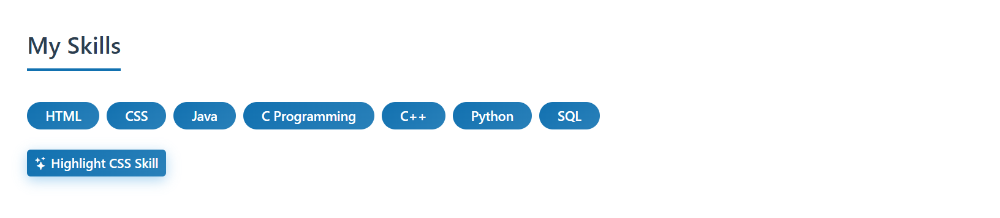 My Skills
HTML CSS Java C Programming C++ Python SQL
Highlight CSS Skill